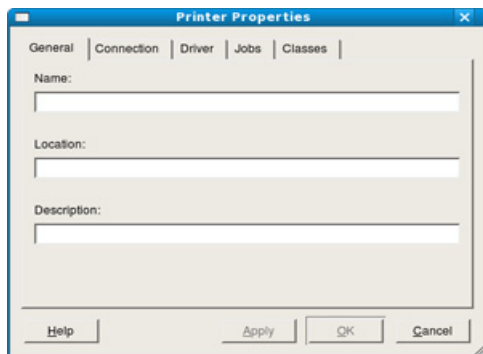 Printer Properties
General Connection Driver Jobs Classes
Name:
Location:
Description:
Help Apply OK Cancel